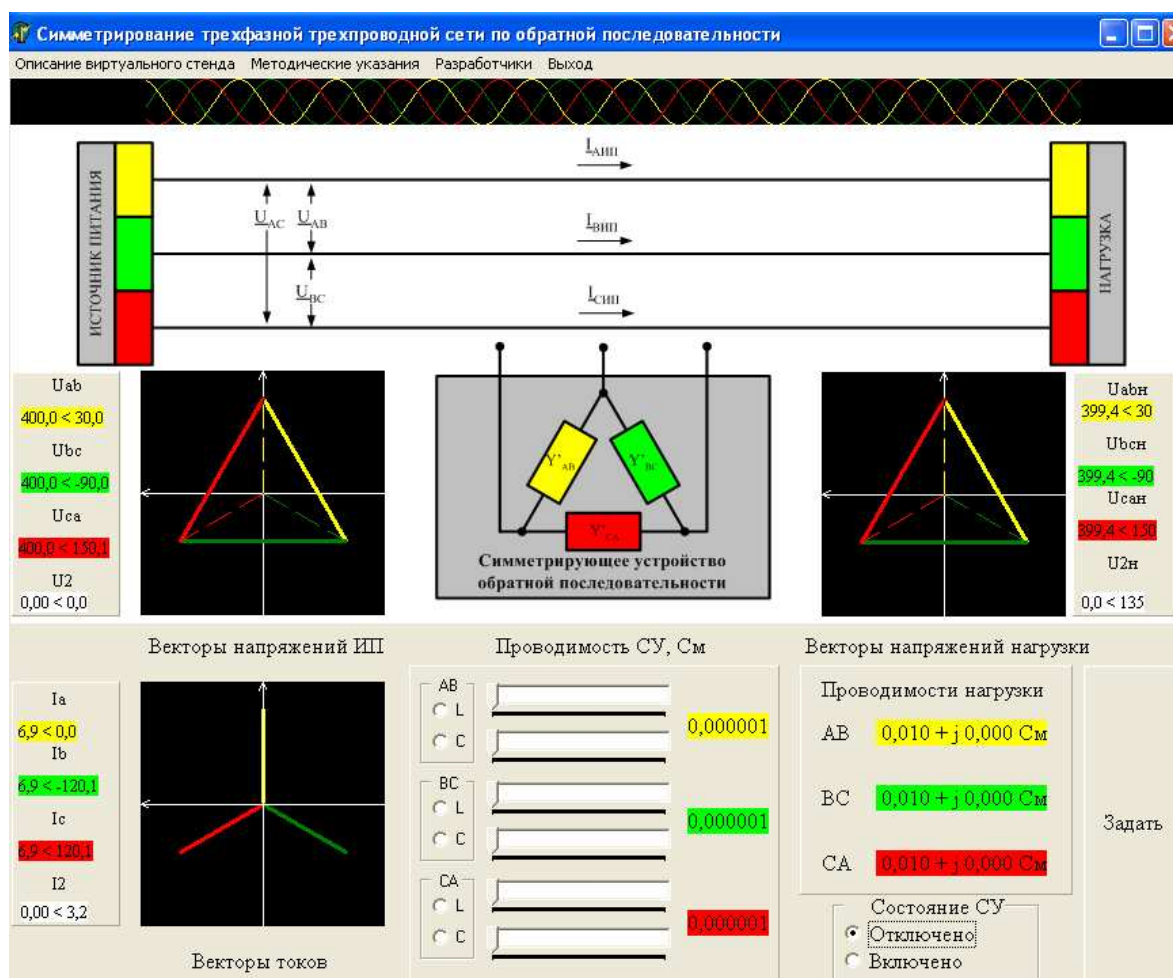 Симметрирование трехфазной трехпроводной сети по обратной последовательности
Описание виртуального стенда Методические указания Разработчики Выход
ИСТОЧНИК ПИТАНИЯ
I АИП
U АС
U АВ
I ВИП
U ВС
I СИП
НАГРУЗКА
Uab
400,0 < 30,0
Ubc
400,0 < -90,0
Uca
400,0 < 150,1
U2
0,00 < 0,0
Y' АВ
Y' ВС
Y' СА
Симметрирующее устройство
обратной последовательности
Uabн
399,4 < 30
Ubcн
399,4 < -90
Ucaн
399,4 < 150
U2н
0,0 < 135
Векторы напряжений ИП
Проводимость СУ, См
Векторы напряжений нагрузки
Ia
6,9 < 0,0
Ib
6,9 < -120,1
Ic
6,9 < 120,1
I2
0,00 < 3,2
Векторы токов
AB
L
C
0,000001
BC
L
C
0,000001
CA
L
C
0,000001
Проводимости нагрузки
AB 0,010 + j 0,000 См
BC 0,010 + j 0,000 См
CA 0,010 + j 0,000 См
Состояние СУ
Отключено
Включено
Задать